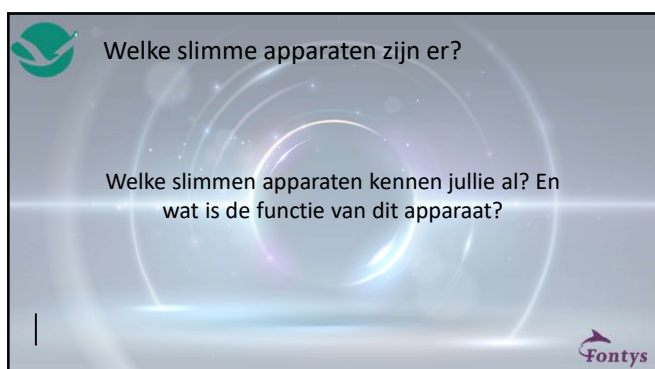 Welke slimme apparaten zijn er?
Welke slimmen apparaten kennen jullie al? En
wat is de functie van dit apparaat?
Fontys